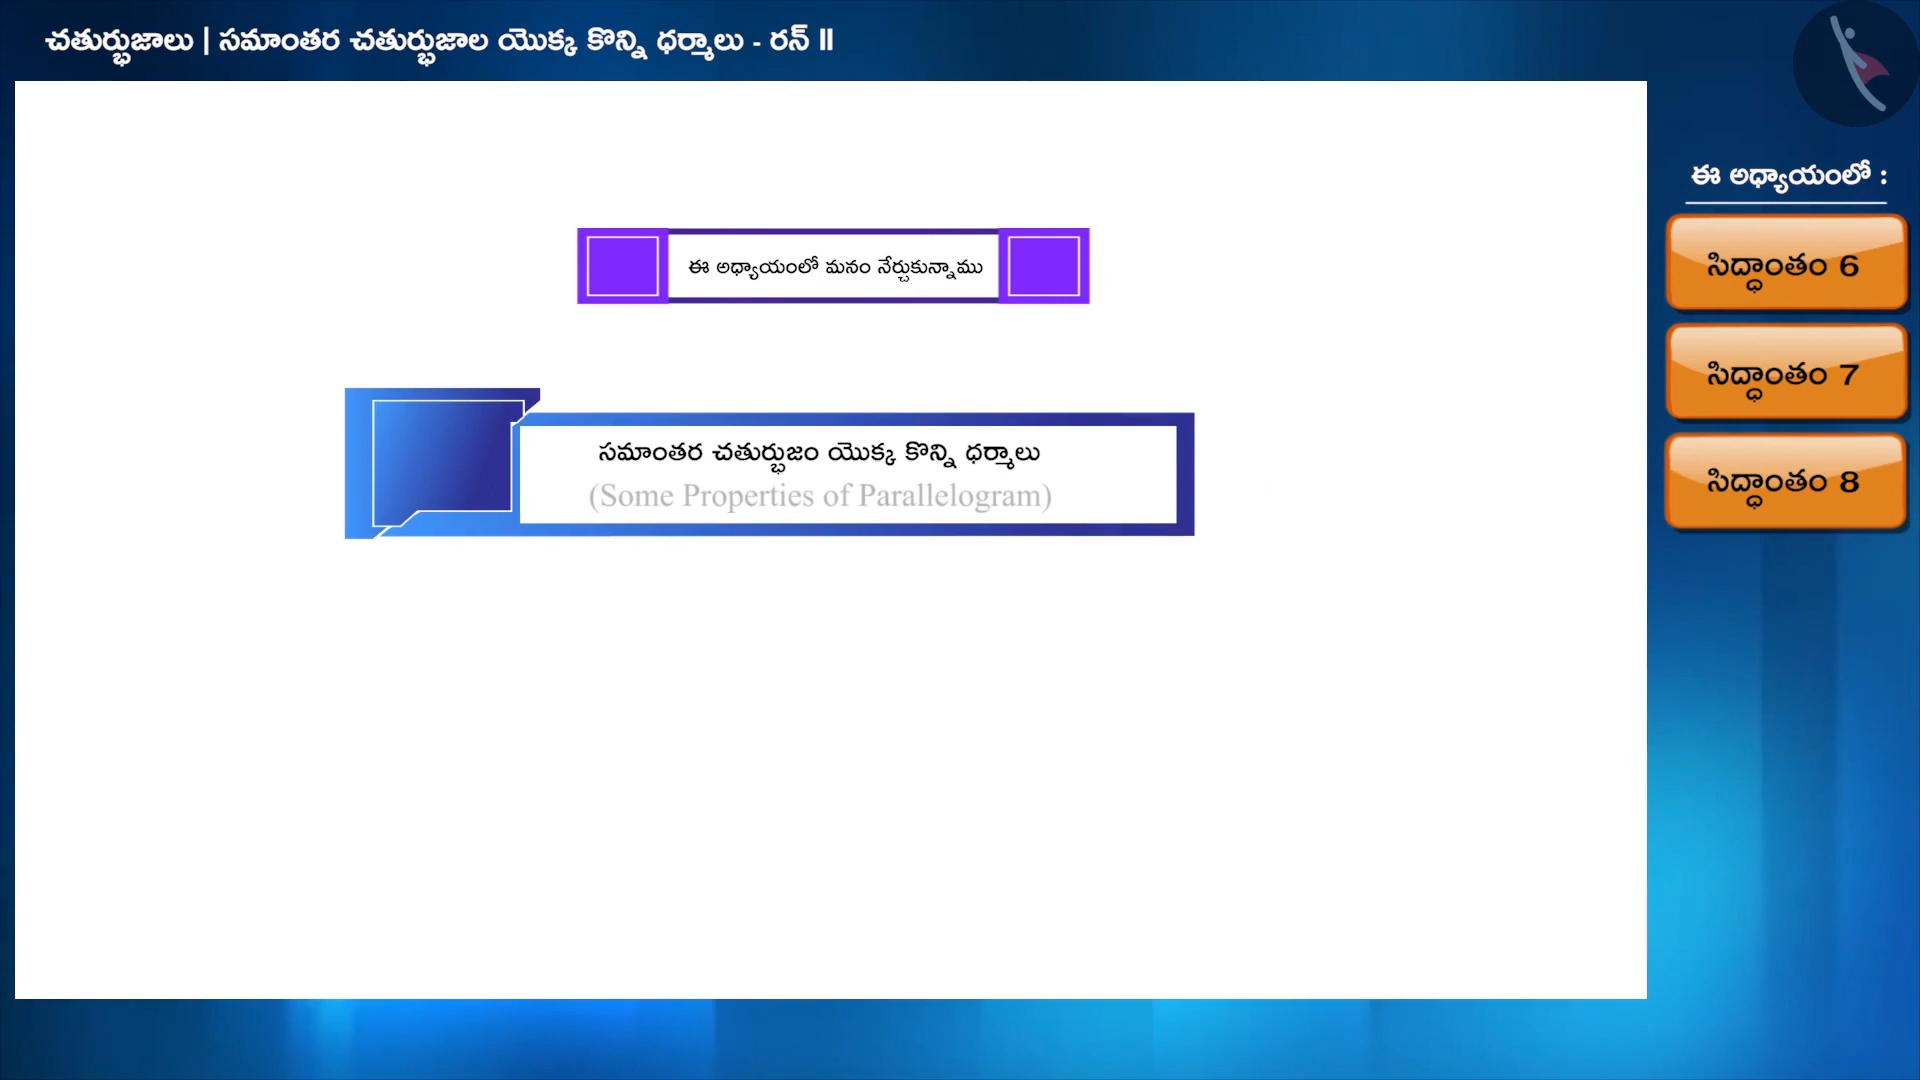 చతుర్భుజాలు | సమాంతర చతుర్భుజాల యొక్క కొన్ని ధర్మాలు - రన్ II
ఈ అధ్యాయంలో :
సిద్ధాంతం 6
సిద్ధాంతం 7
సిద్ధాంతం 8
ఈ అధ్యాయంలో మనం నేర్చుకున్నాము
సమాంతర చతుర్భుజం యొక్క కొన్ని ధర్మాలు
(Some Properties of Parallelogram)